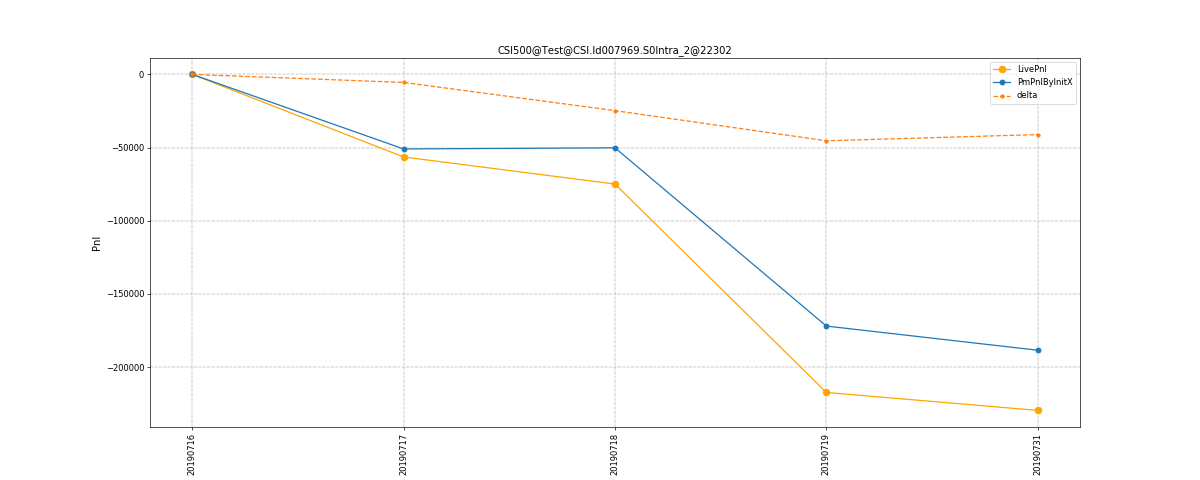 CSI500@Test@CSI.Id007969.S0Intra_2@22302
LivePnl
PmPnlByInitX
delta
0
−50000
−100000
−150000
−200000
Pnl
20190716
20190717
20190718
20190719
20190731